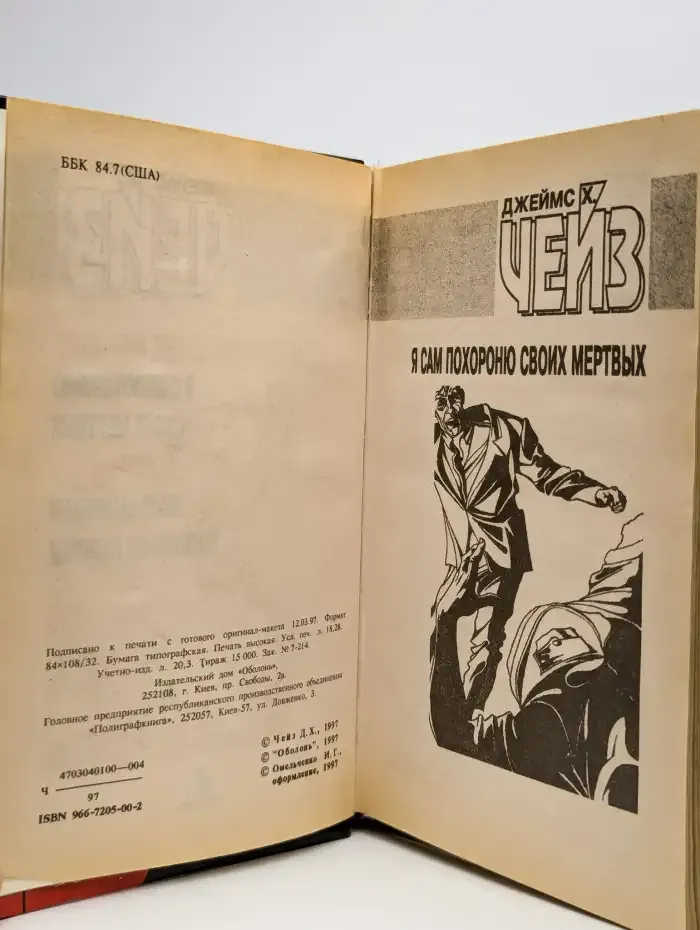 ББК 84.7(США)
Подписано к печати с готового оригинал-макета 12.03.97. Формат
84×108/32. Бумага типографская. Печать высокая. Усл. печ. л. 18,28.
Учетно-изд. л. 20,3. Тираж 15 000. Зак. № 7-214.
Издательский дом «Оболонь»,
252108, г. Киев, пр. Свободы, 2в.
Головное предприятие республиканского производственного объединения
«Полиграфкнига», 252057, Киев-57, ул. Довженко, 3.
Ч 4703040100—004
97
ISBN 966-7205-00-2
© Чейз Д. Х., 1997
© "Оболонь", 1997
© Омельченко И. Г.,
оформление, 1997
ДЖЕЙМС Х.
ЧЕЙЗ
Я САМ ПОХОРОНЮ СВОИХ МЕРТВЫХ